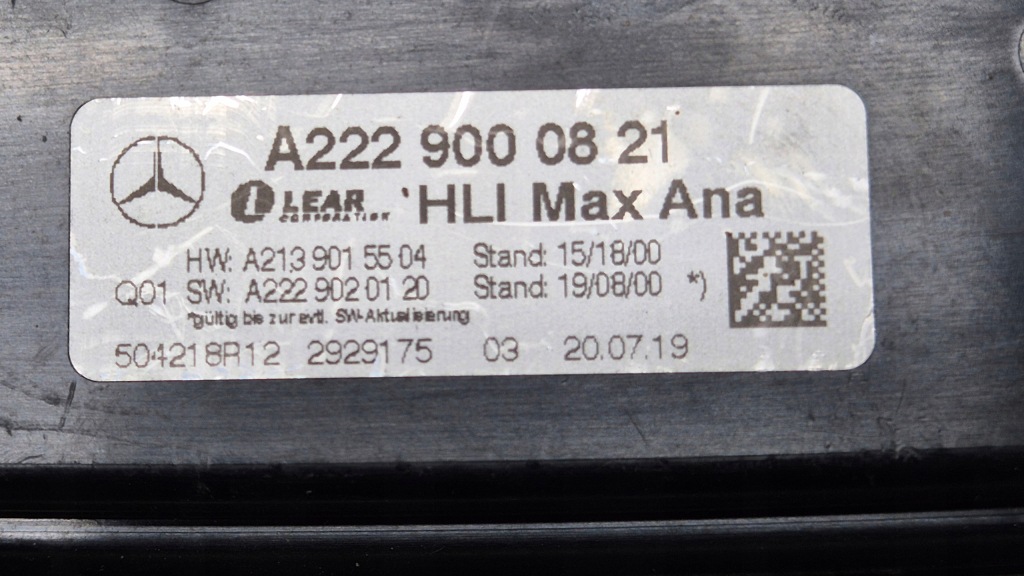 A222 900 08 21
LEAR CORPORATION 'HLI Max Ana
HW: A213 901 55 04 Stand: 15/18/00
Q01 SW: A222 902 01 20 Stand: 19/08/00 *)
*gültig bis zur evtl. SW-Aktualisierung
504218R12 2929175 03 20.07.19